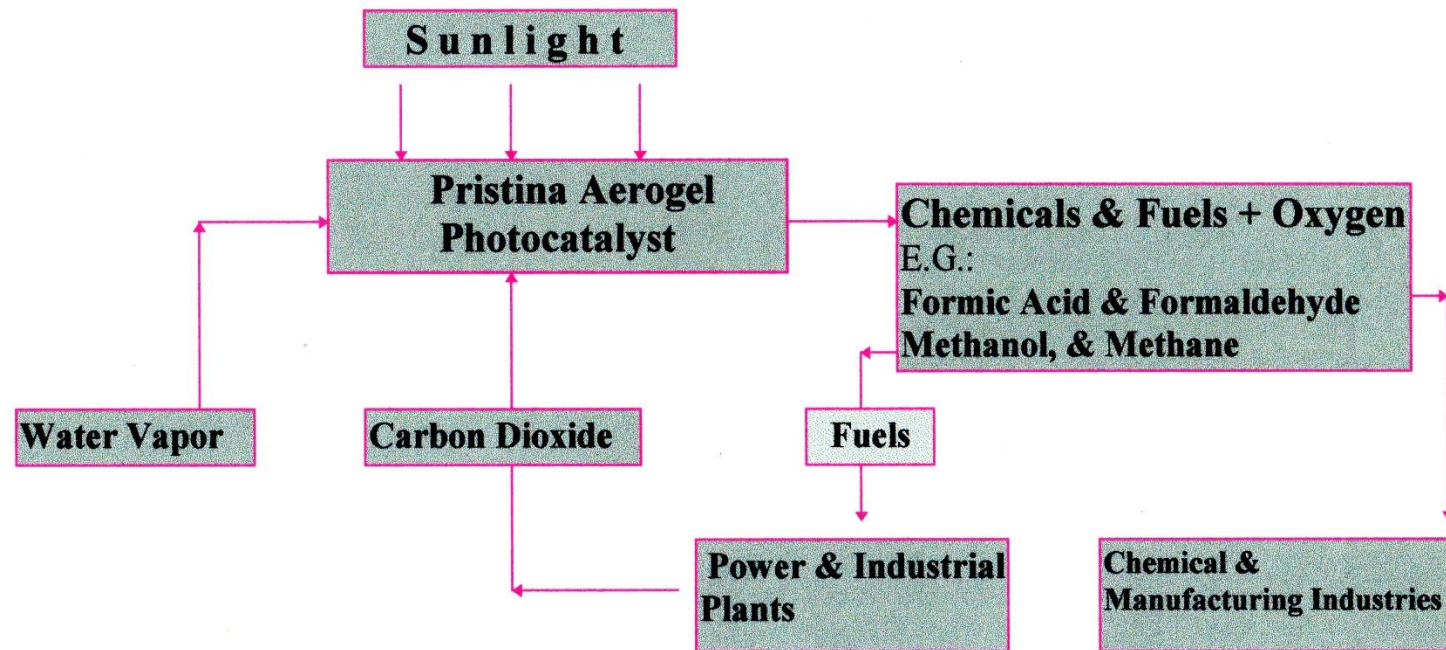 Sunlight
Pristina Aerogel
Photocatalyst
Chemicals & Fuels + Oxygen
E.G.:
Formic Acid & Formaldehyde
Methanol, & Methane
Water Vapor
Carbon Dioxide
Fuels
Power & Industrial
Plants
Chemical &
Manufacturing Industries